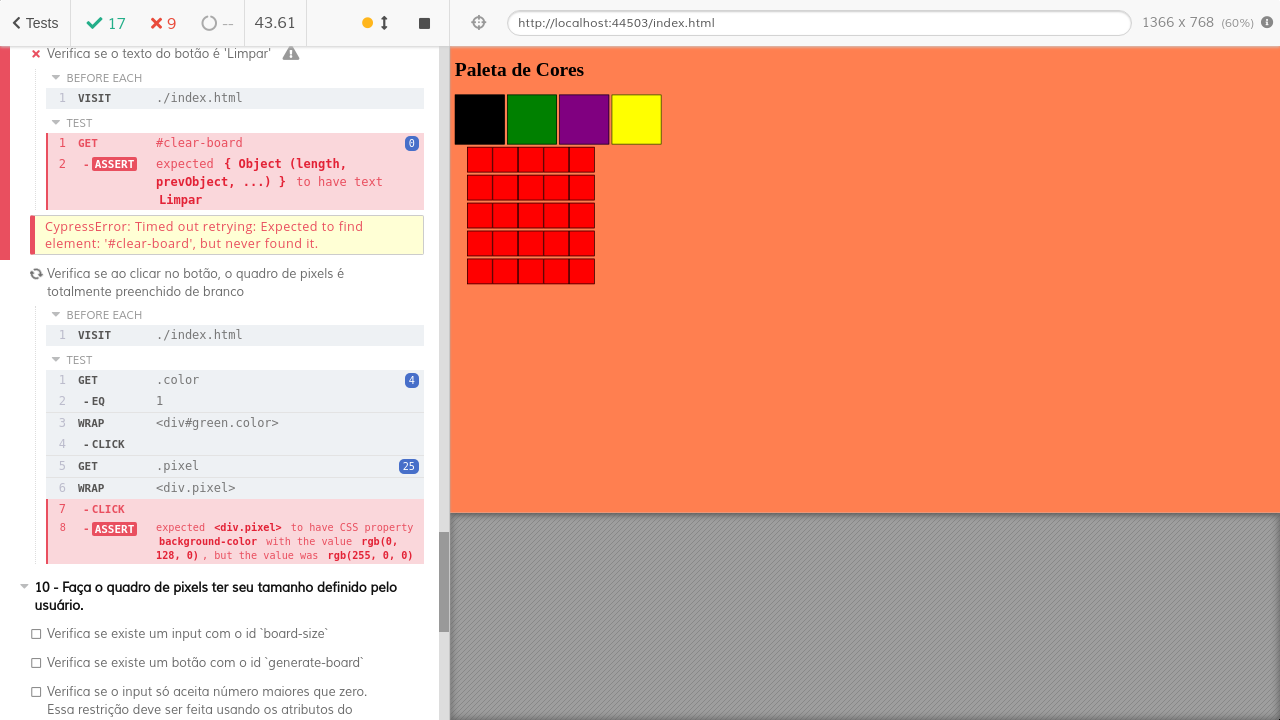 Tests 17 9 -- 43.61
http://localhost:44503/index.html
1366 x 768 (60%)
Verifica se o texto do botão é 'Limpar'
BEFORE EACH
1 VISIT ./index.html
TEST
1 GET #clear-board 0
2 - ASSERT expected { Object (length,
prevObject, ...) } to have text
Limpar
CypressError: Timed out retrying: Expected to find
element: '#clear-board', but never found it.
Verifica se ao clicar no botão, o quadro de pixels é
totalmente preenchido de branco
BEFORE EACH
1 VISIT ./index.html
TEST
1 GET .color 4
2 - EQ 1
3 WRAP <div#green.color>
4 - CLICK
5 GET .pixel 25
6 WRAP <div.pixel>
7 - CLICK
8 - ASSERT expected <div.pixel> to have CSS property
background-color with the value rgb(0,
128, 0) , but the value was rgb(255, 0, 0)
10 - Faça o quadro de pixels ter seu tamanho definido pelo
usuário.
Verifica se existe um input com o id `board-size`
Verifica se existe um botão com o id `generate-board`
Verifica se o input só aceita número maiores que zero.
Essa restrição deve ser feita usando os atributos do
Paleta de Cores